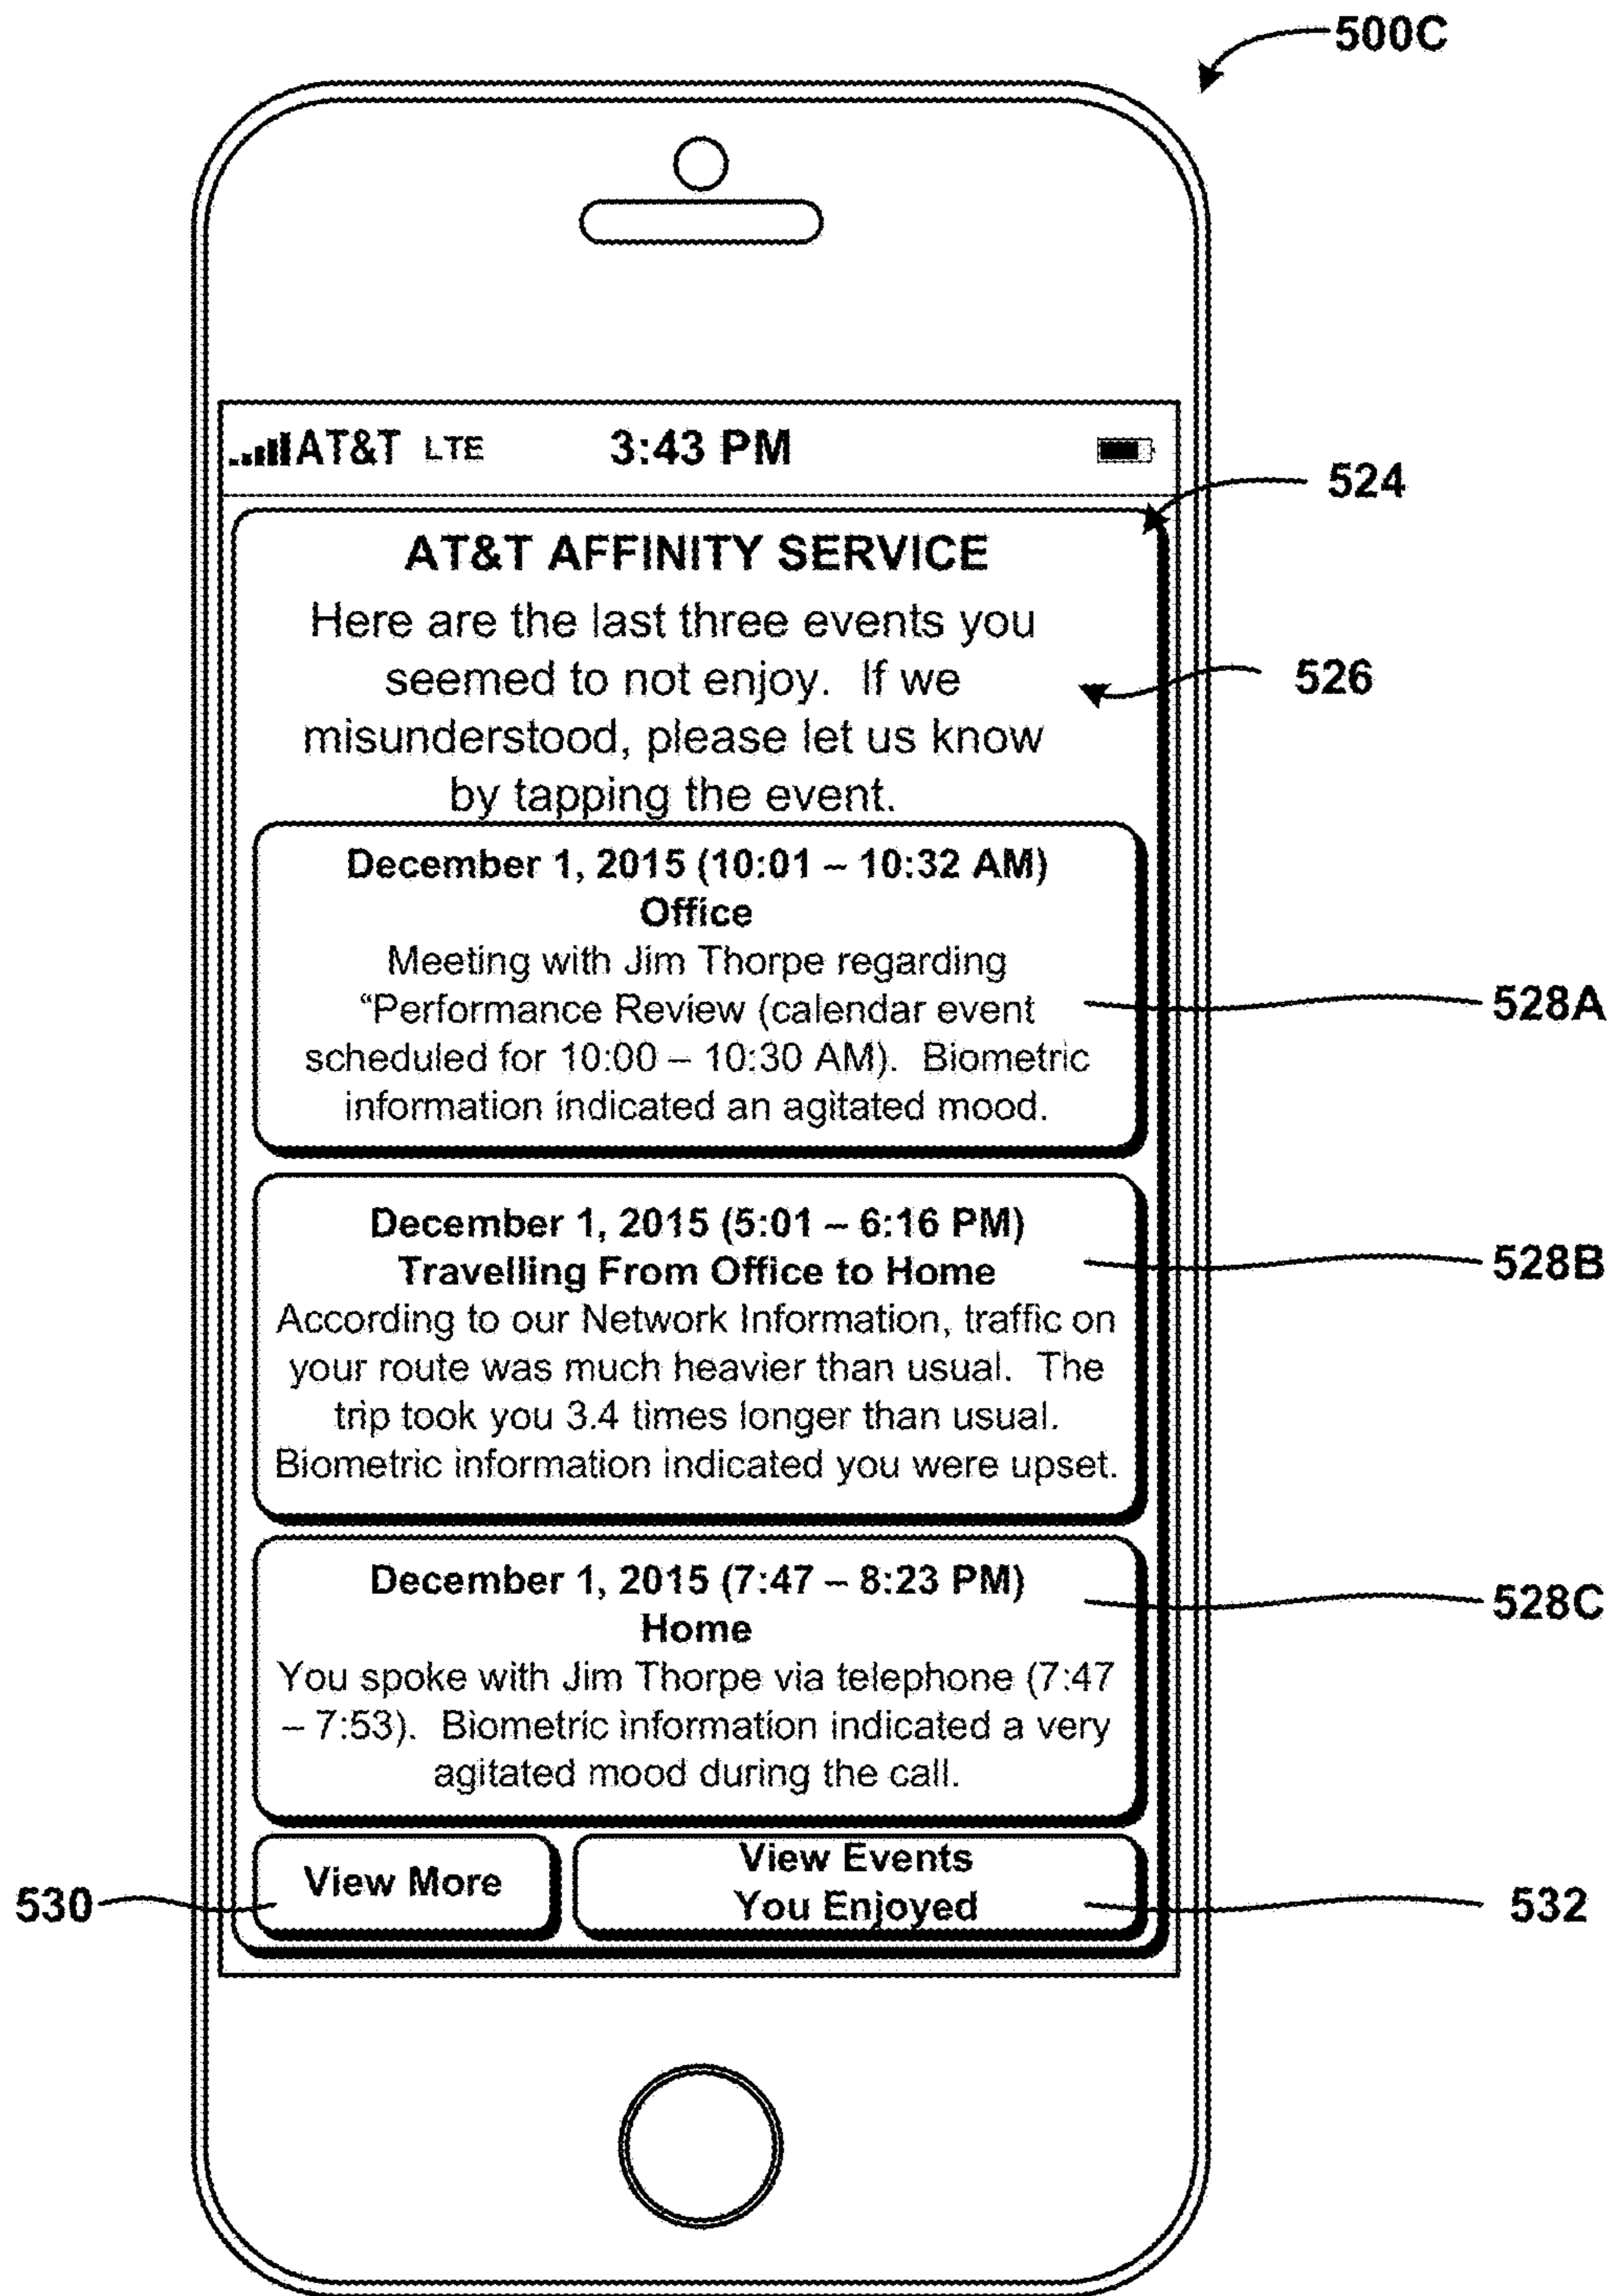 500C
AT&T LTE 3:43 PM
524
AT&T AFFINITY SERVICE
Here are the last three events you
seemed to not enjoy. If we
526
misunderstood, please let us know
by tapping the event.
December 1, 2015 (10:01 – 10:32 AM)
Office
Meeting with Jim Thorpe regarding
“Performance Review (calendar event
528A
scheduled for 10:00 – 10:30 AM). Biometric
information indicated an agitated mood.
December 1, 2015 (5:01 – 6:16 PM)
Travelling From Office to Home
528B
According to our Network Information, traffic on
your route was much heavier than usual. The
trip took you 3.4 times longer than usual.
Biometric information indicated you were upset.
December 1, 2015 (7:47 – 8:23 PM)
528C
Home
You spoke with Jim Thorpe via telephone (7:47
– 7:53). Biometric information indicated a very
agitated mood during the call.
530
View More
View Events
You Enjoyed
532